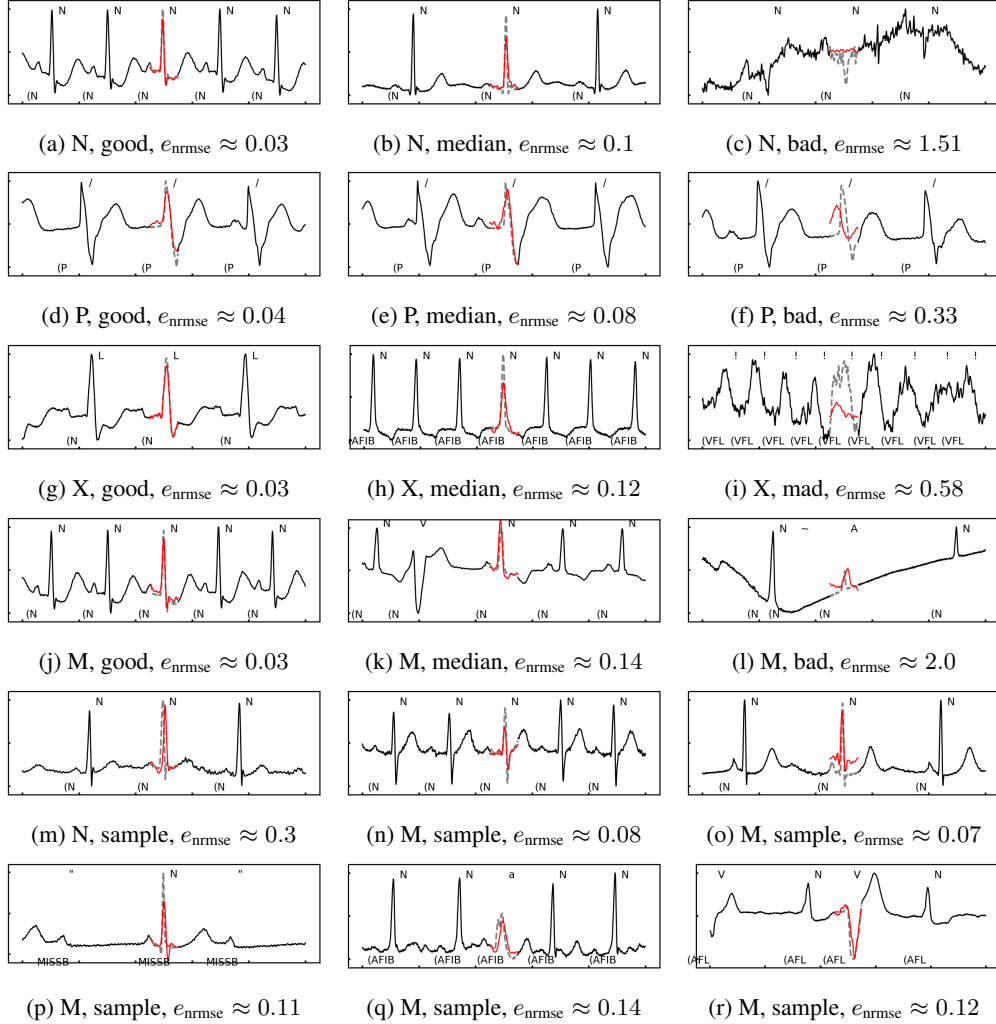 N N N N N
(N (N (N (N (N
N N N
(N (N (N
N N N
(N (N (N
(a) N, good, e_nrmse ≈ 0.03
(b) N, median, e_nrmse ≈ 0.1
(c) N, bad, e_nrmse ≈ 1.51
/ / /
(P (P (P
/ / /
(P (P (P
/ / /
(P (P (P
(d) P, good, e_nrmse ≈ 0.04
(e) P, median, e_nrmse ≈ 0.08
(f) P, bad, e_nrmse ≈ 0.33
L L L
(N (N (N
N N N N N N N
(AFIB (AFIB (AFIB (AFIB (AFIB (AFIB (AFIB
! ! ! ! ! ! ! ! !
(VFL (VFL (VFL (VFL (VFL (VFL (VFL (VFL (VFL
(g) X, good, e_nrmse ≈ 0.03
(h) X, median, e_nrmse ≈ 0.12
(i) X, mad, e_nrmse ≈ 0.58
N N N N N
(N (N (N (N (N
N V N N N
(N (N (N (N (N
N ~ A N
(N (N (N (N
(j) M, good, e_nrmse ≈ 0.03
(k) M, median, e_nrmse ≈ 0.14
(l) M, bad, e_nrmse ≈ 2.0
N N N
(N (N (N
N N N N N
(N (N (N (N (N
N N N
(N (N (N
(m) N, sample, e_nrmse ≈ 0.3
(n) M, sample, e_nrmse ≈ 0.08
(o) M, sample, e_nrmse ≈ 0.07
" N "
MISSB MISSB MISSB
N N a N N
(AFIB (AFIB (AFIB (AFIB (AFIB
V N V N
(AFL (AFL (AFL (AFL
(p) M, sample, e_nrmse ≈ 0.11
(q) M, sample, e_nrmse ≈ 0.14
(r) M, sample, e_nrmse ≈ 0.12